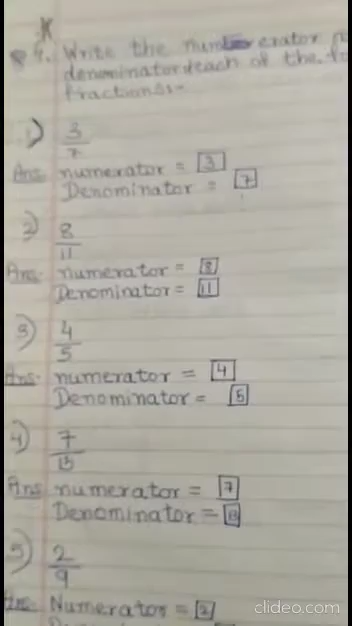 Write the numerator
denominator of each of the
fractions:-
1) 3/7
Ans. numerator = 3
Denominator = 7
2) 8/11
Ans. numerator = 8
Denominator = 11
3) 4/5
Ans. numerator = 4
Denominator = 5
4) 7/13
Ans numerator = 7
Denominator = 13
5) 2/9
Ans. Numerator = 2
clideo.com